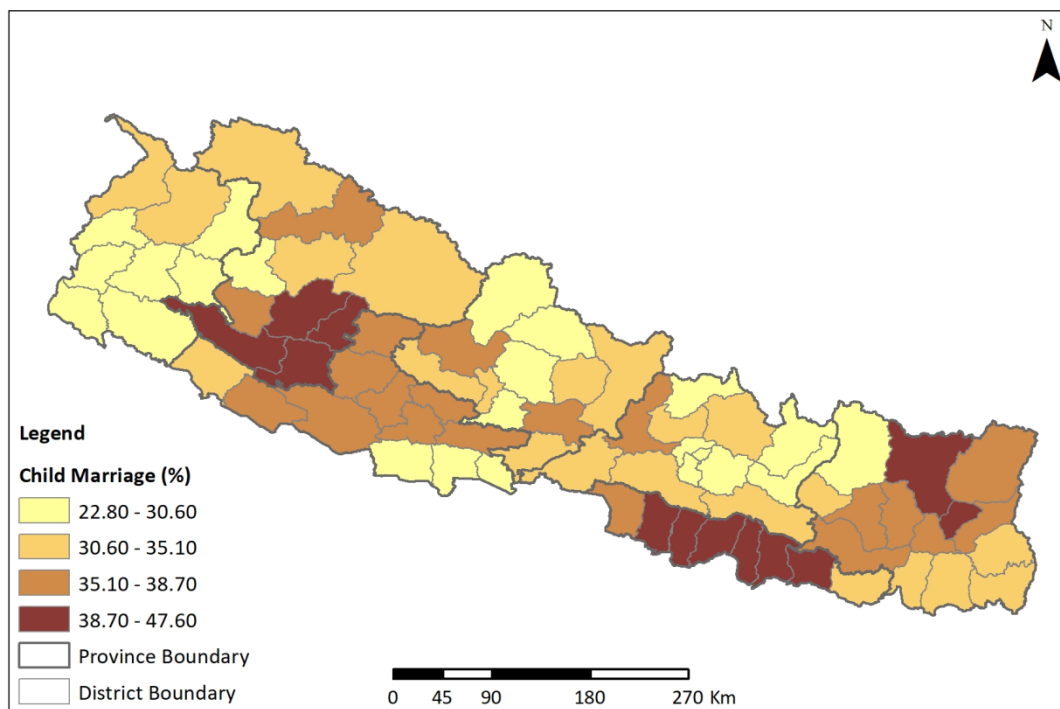 N
Legend
Child Marriage (%)
22.80 - 30.60
30.60 - 35.10
35.10 - 38.70
38.70 - 47.60
Province Boundary
District Boundary
0 45 90 180 270 Km